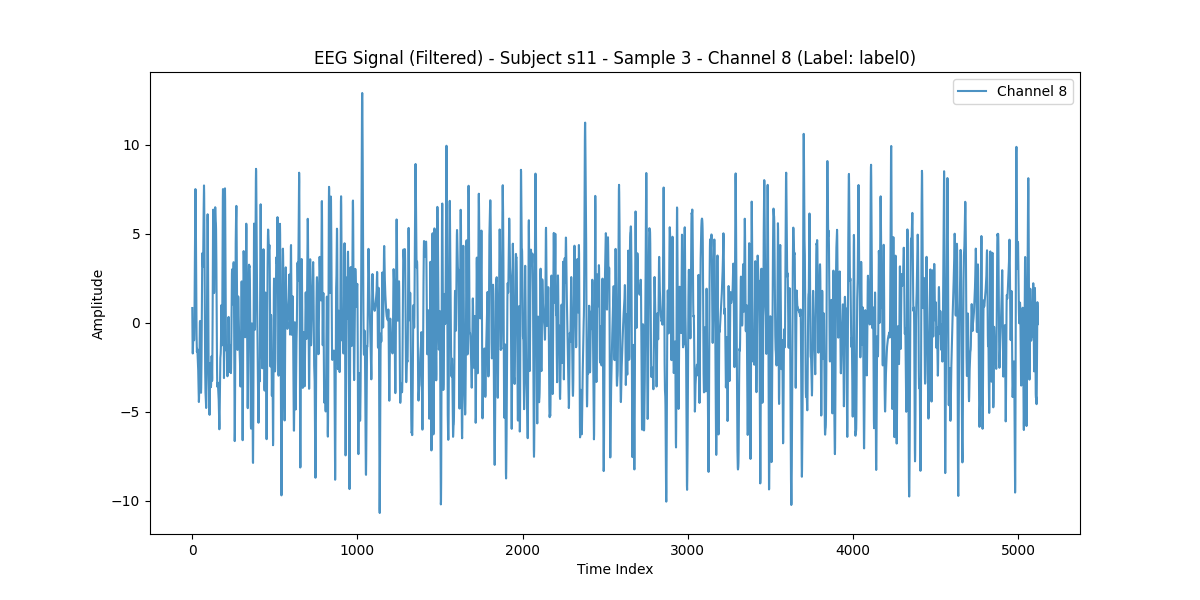 EEG Signal (Filtered) - Subject s11 - Sample 3 - Channel 8 (Label: label0)
Channel 8
10
5
0
−5
−10
Amplitude
0 1000 2000 3000 4000 5000
Time Index